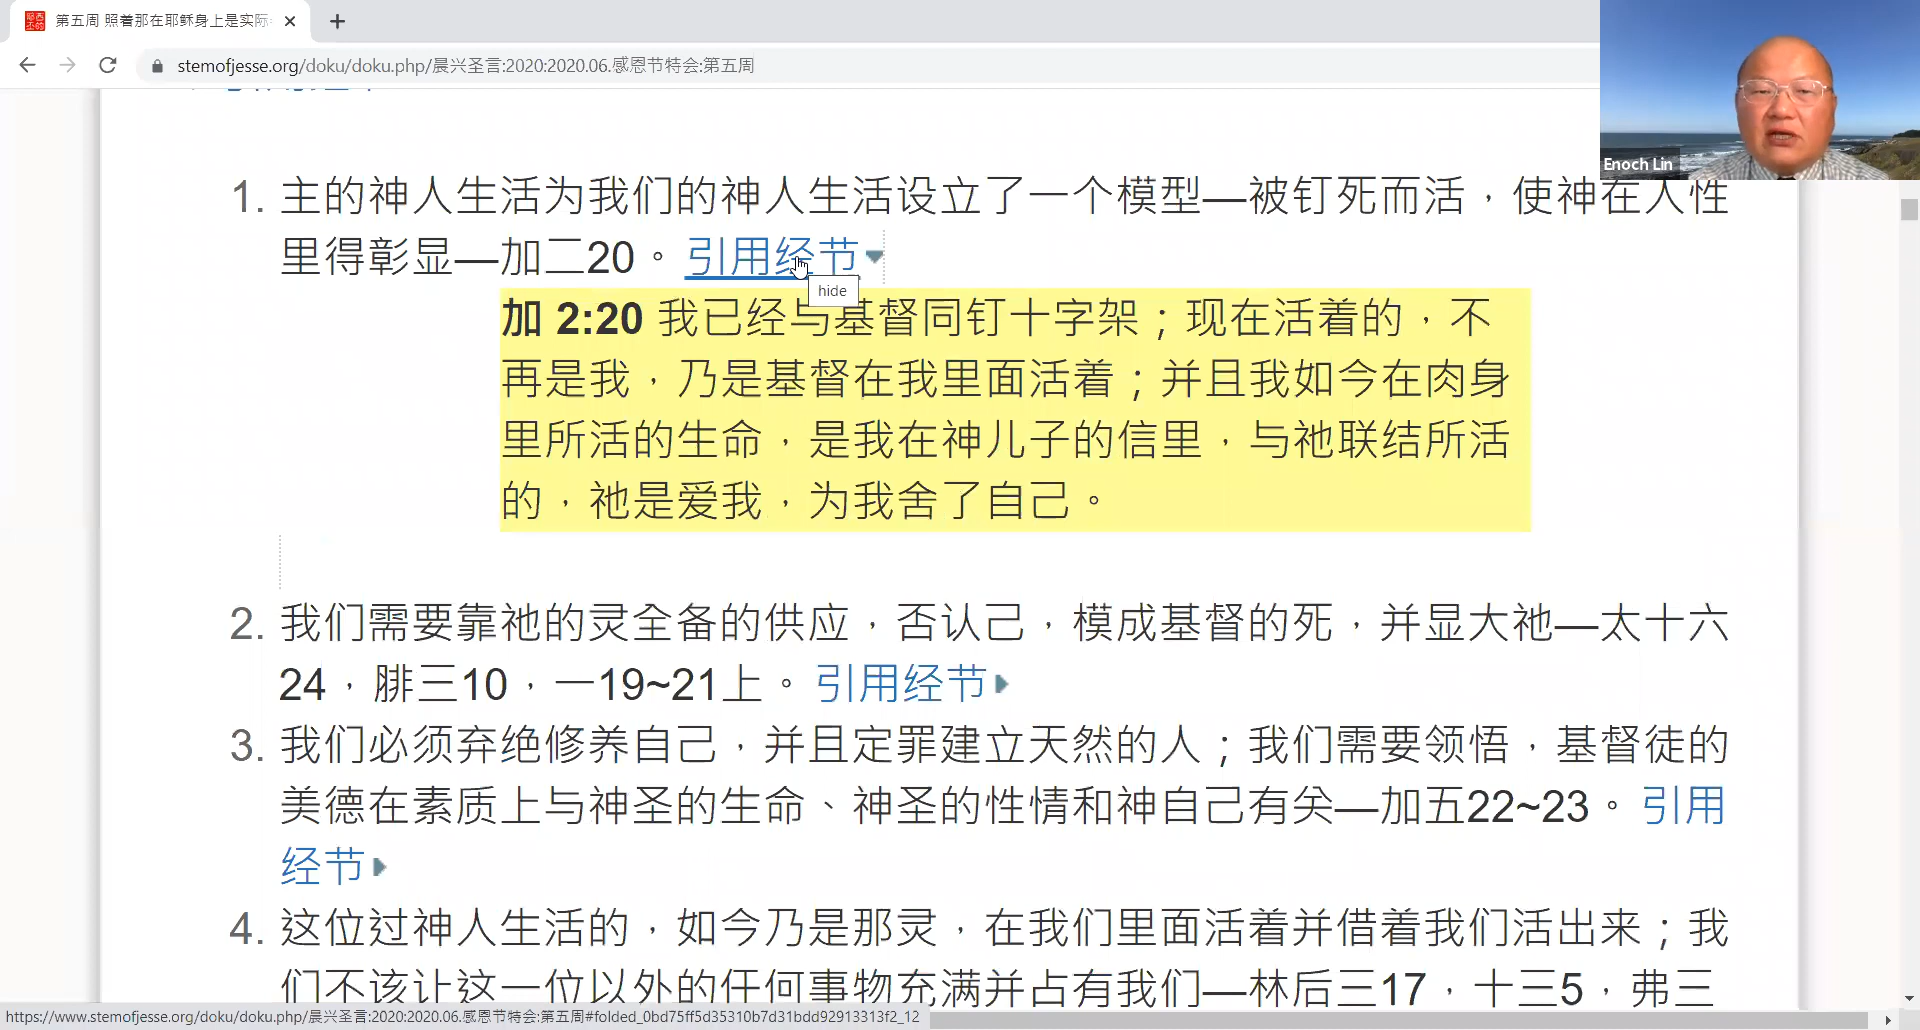 第五周 照着那在耶稣身上是实际
stemofjesse.org/doku/doku.php/晨兴圣言:2020:2020.06.感恩节特会:第五周
Enoch Lin
1. 主的神人生活为我们的神人生活设立了一个模型—被钉死而活，使神在人性
里得彰显—加二20。引用经节
hide
加 2:20 我已经与基督同钉十字架；现在活着的，不
再是我，乃是基督在我里面活着；并且我如今在肉身
里所活的生命，是我在神儿子的信里，与祂联结所活
的，祂是爱我，为我舍了自己。
2. 我们需要靠祂的灵全备的供应，否认己，模成基督的死，并显大祂—太十六
24，腓三10，一19~21上。引用经节
3. 我们必须弃绝修养自己，并且定罪建立天然的人；我们需要领悟，基督徒的
美德在素质上与神圣的生命、神圣的性情和神自己有关—加五22~23。引用
经节
4. 这位过神人生活的，如今乃是那灵，在我们里面活着并借着我们活出来；我
们不该让这一位以外的任何事物充满并占有我们—林后三17，十三5，弗三
https://www.stemofjesse.org/doku/doku.php/晨兴圣言:2020:2020.06.感恩节特会:第五周#folded_0bd75ff5d35310b7d31bdd92913313f2_12